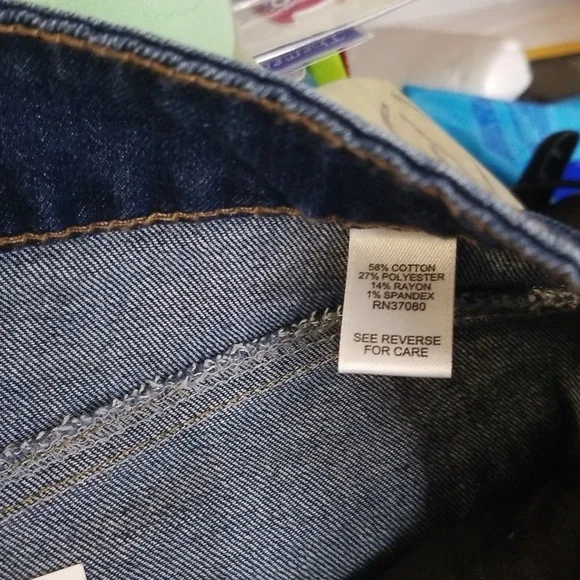 58% COTTON
27% POLYESTER
14% RAYON
1% SPANDEX
RN37080
SEE REVERSE
FOR CARE